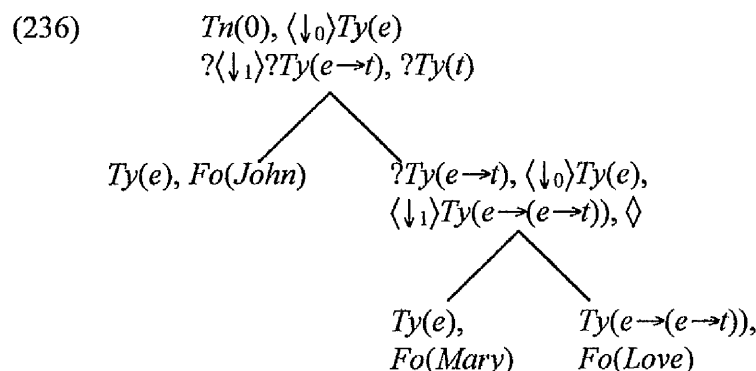 (236) Tn(0), ⟨↓₀⟩Ty(e)
?⟨↓₁⟩?Ty(e→t), ?Ty(t)
Ty(e), Fo(John) ?Ty(e→t), ⟨↓₀⟩Ty(e),
⟨↓₁⟩Ty(e→(e→t)), ◊
Ty(e), Ty(e→(e→t)),
Fo(Mary) Fo(Love)